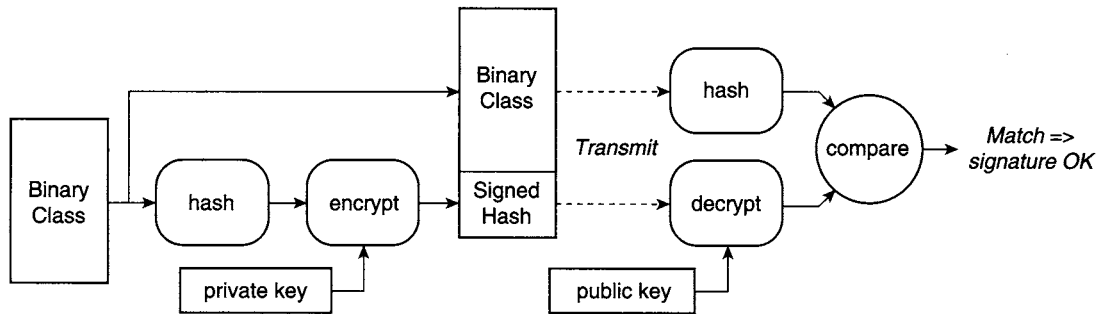 Binary
Class
hash
encrypt
private key
Binary
Class
Signed
Hash
Transmit
hash
decrypt
public key
compare
Match =>
signature OK